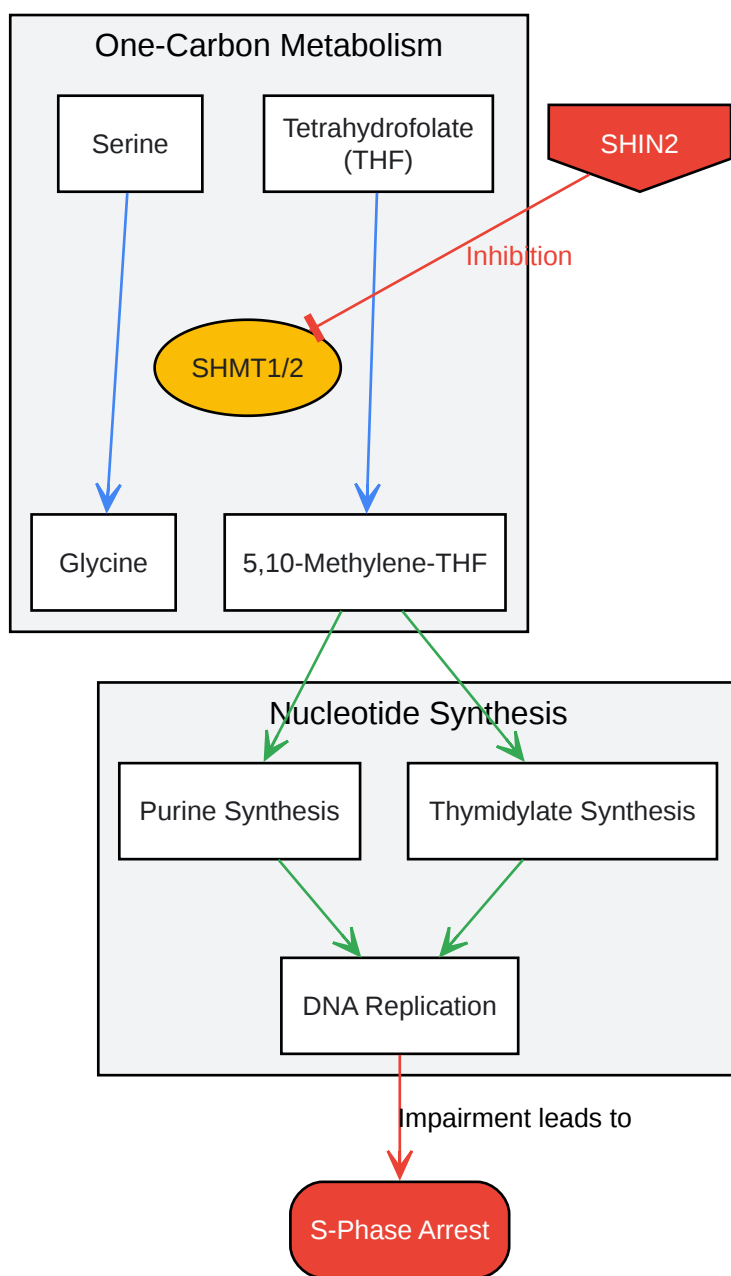 One-Carbon Metabolism
Serine
Tetrahydrofolate
(THF)
SHIN2
Inhibition
SHMT1/2
Glycine
5,10-Methylene-THF
Nucleotide Synthesis
Purine Synthesis
Thymidylate Synthesis
DNA Replication
Impairment leads to
S-Phase Arrest